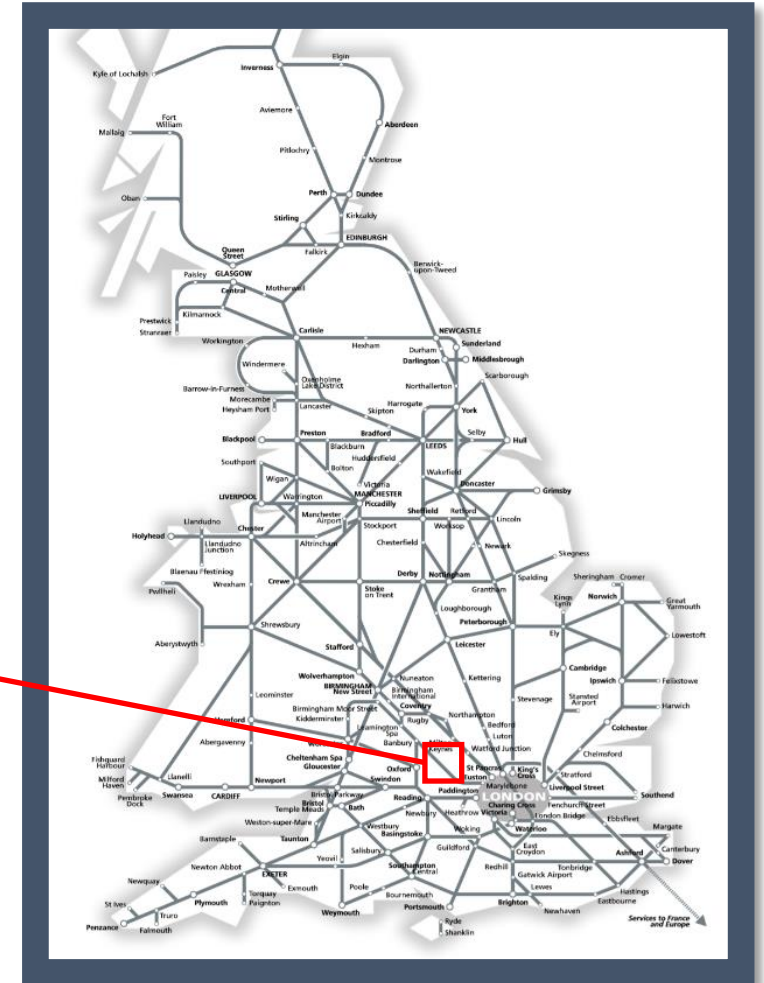 Elgin
Inverness
Kyle of Lochalsh
Aviemore
Fort
William
Mallaig
Aberdeen
Pitlochry
Montrose
Perth
Dundee
Oban
Stirling
Kirkcaldy
EDINBURGH
Queen
Street
Falkirk
Berwick-
upon-Tweed
Paisley
GLASGOW
Central
Motherwell
Kilmarnock
Prestwick
Stranraer
Carlisle
NEWCASTLE
Workington
Hexham
Sunderland
Durham
Darlington
Middlesbrough
Windermere
Scarborough
Oxenholme
Lake District
Barrow-in-Furness
Northallerton
Morecambe
Heysham Port
Lancaster
Harrogate
York
Skipton
Preston
Bradford
Selby
Blackpool
Blackburn
LEEDS
Hull
Huddersfield
Southport
Bolton
Wakefield
Wigan
Victoria
Doncaster
MANCHESTER
Piccadilly
Grimsby
LIVERPOOL
Warrington
Sheffield
Retford
Manchester
Airport
Stockport
Worksop
Lincoln
Llandudno
Chester
Holyhead
Llandudno
Junction
Altrincham
Chesterfield
Newark
Skegness
Blaenau Ffestiniog
Wrexham
Crewe
Stoke
on Trent
Derby
Nottingham
Grantham
Spalding
Sheringham
Cromer
Pwllheli
Kings
Lynn
Norwich
Great
Yarmouth
Loughborough
Peterborough
Shrewsbury
Ely
Lowestoft
Aberystwyth
Stafford
Leicester
Wolverhampton
Nuneaton
Kettering
Cambridge
BIRMINGHAM
New Street
Birmingham
International
Ipswich
Felixstowe
Leominster
Coventry
Stevenage
Stansted
Airport
Birmingham Moor Street
Kidderminster
Rugby
Northampton
Harwich
Hereford
Leamington
Spa
Bedford
Colchester
Abergavenny
Banbury
Milton
Keynes
Luton
Watford Junction
Chelmsford
Cheltenham Spa
Gloucester
Oxford
St Pancras
King's
Cross
Fishguard
Harbour
Llanelli
Newport
Swindon
Euston
Stratford
Milford
Haven
Marylebone
Liverpool Street
Pembroke
Dock
Swansea
CARDIFF
Bristol Parkway
Bristol
Temple Meads
Bath
Reading
Paddington
LONDON
Southend
Charing Cross
Fenchurch Street
Newbury
Heathrow
Victoria
London Bridge
Ebbsfleet
Weston-super-Mare
Westbury
Basingstoke
Woking
Waterloo
Margate
Barnstaple
Taunton
Salisbury
Guildford
East
Croydon
Canterbury
Ashford
Dover
Newton Abbot
Yeovil
Southampton
Central
Redhill
Tonbridge
Gatwick Airport
EXETER
Newquay
Exmouth
Poole
Bournemouth
Lewes
Hastings
Torquay
Paignton
Eastbourne
St Ives
Plymouth
Weymouth
Portsmouth
Brighton
Newhaven
Truro
Penzance
Falmouth
Ryde
Shanklin
Services to France
and Europe